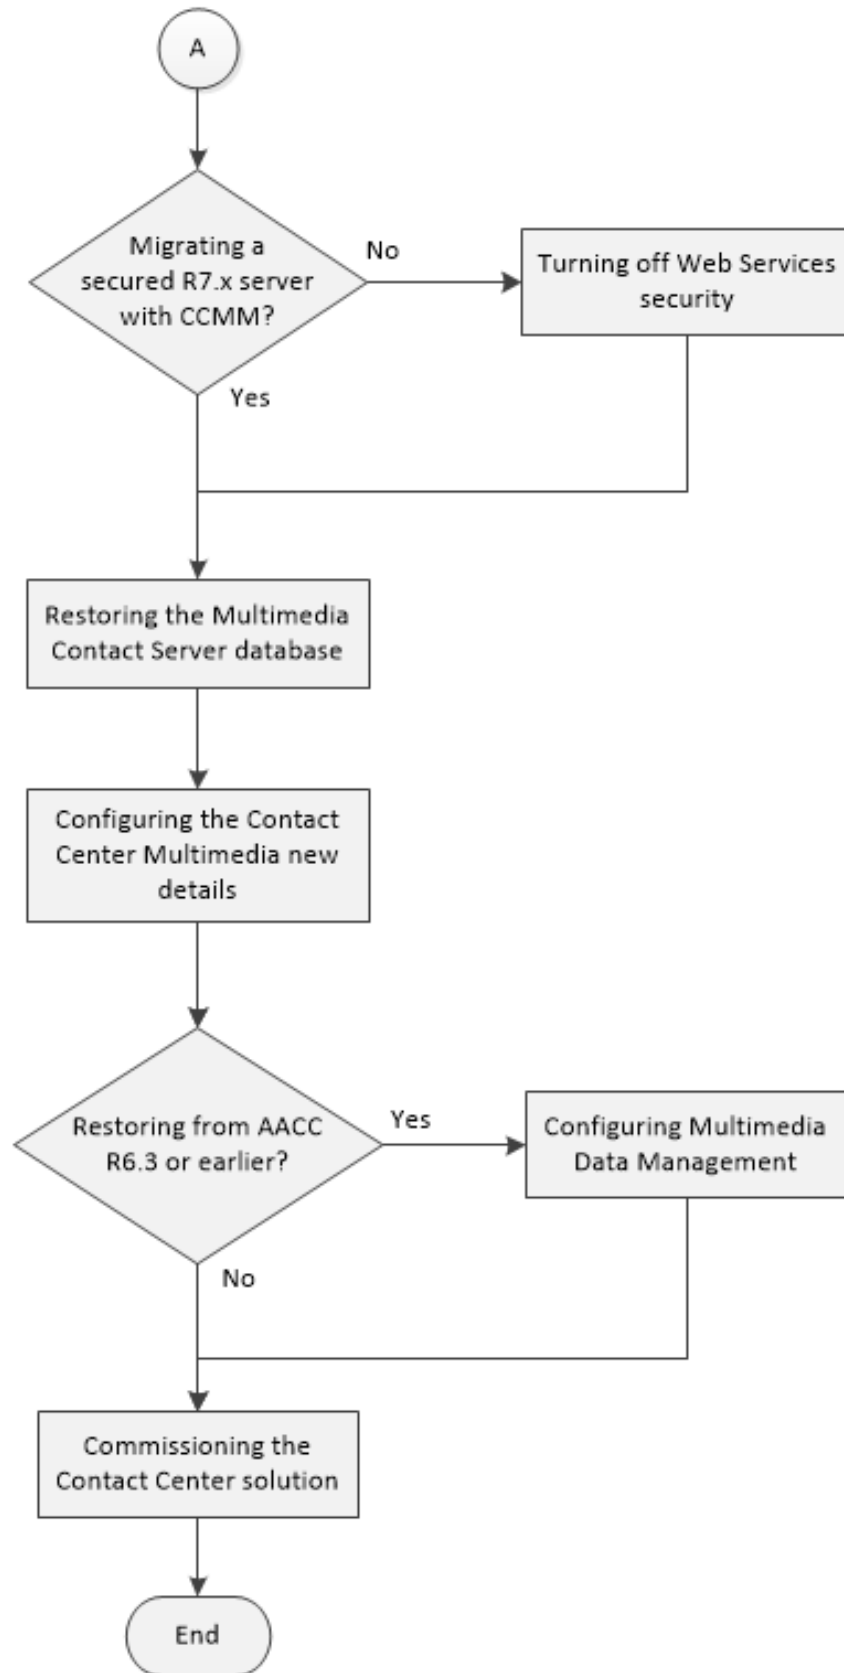 A
Migrating a
secured R7.x server
with CCMM?
No
Turning off Web Services
security
Yes
Restoring the Multimedia
Contact Server database
Configuring the Contact
Center Multimedia new
details
Restoring from AACC
R6.3 or earlier?
Yes
Configuring Multimedia
Data Management
No
Commissioning the
Contact Center solution
End